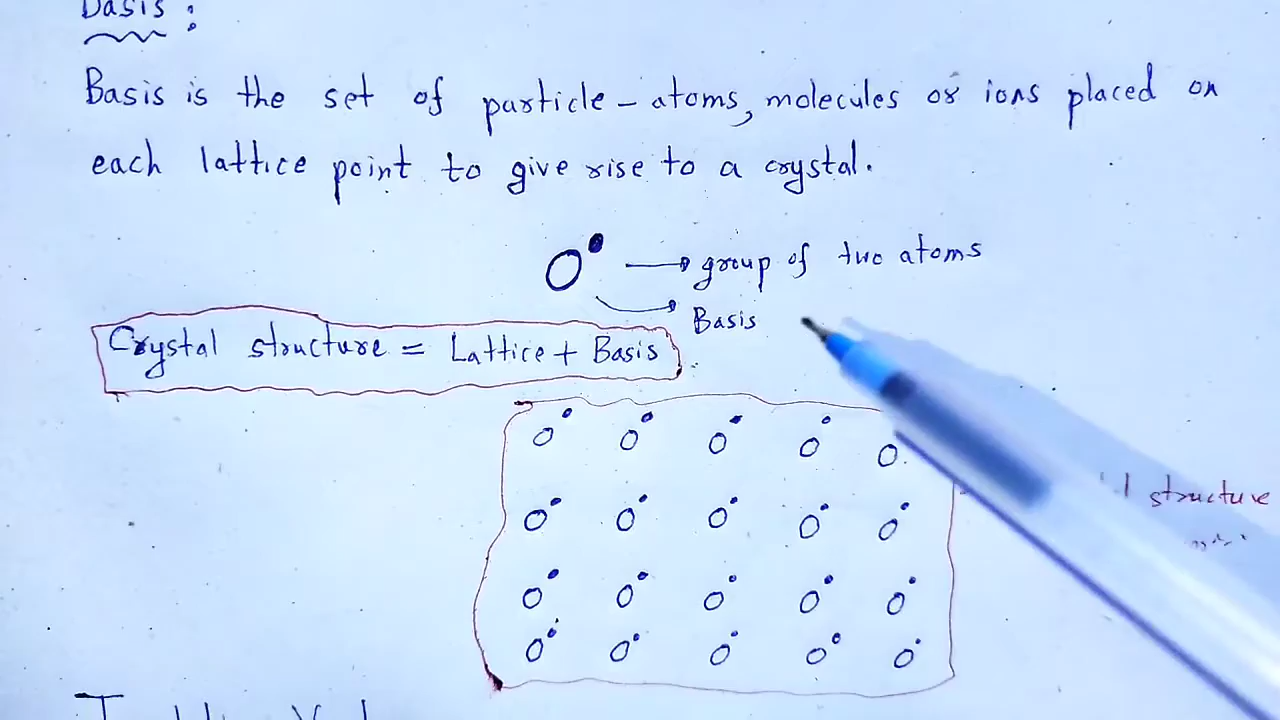 Basis :
Basis is the set of particle - atoms, molecules or ions placed on
each lattice point to give rise to a crystal.
group of two atoms
Basis
Crystal structure = Lattice + Basis
structure